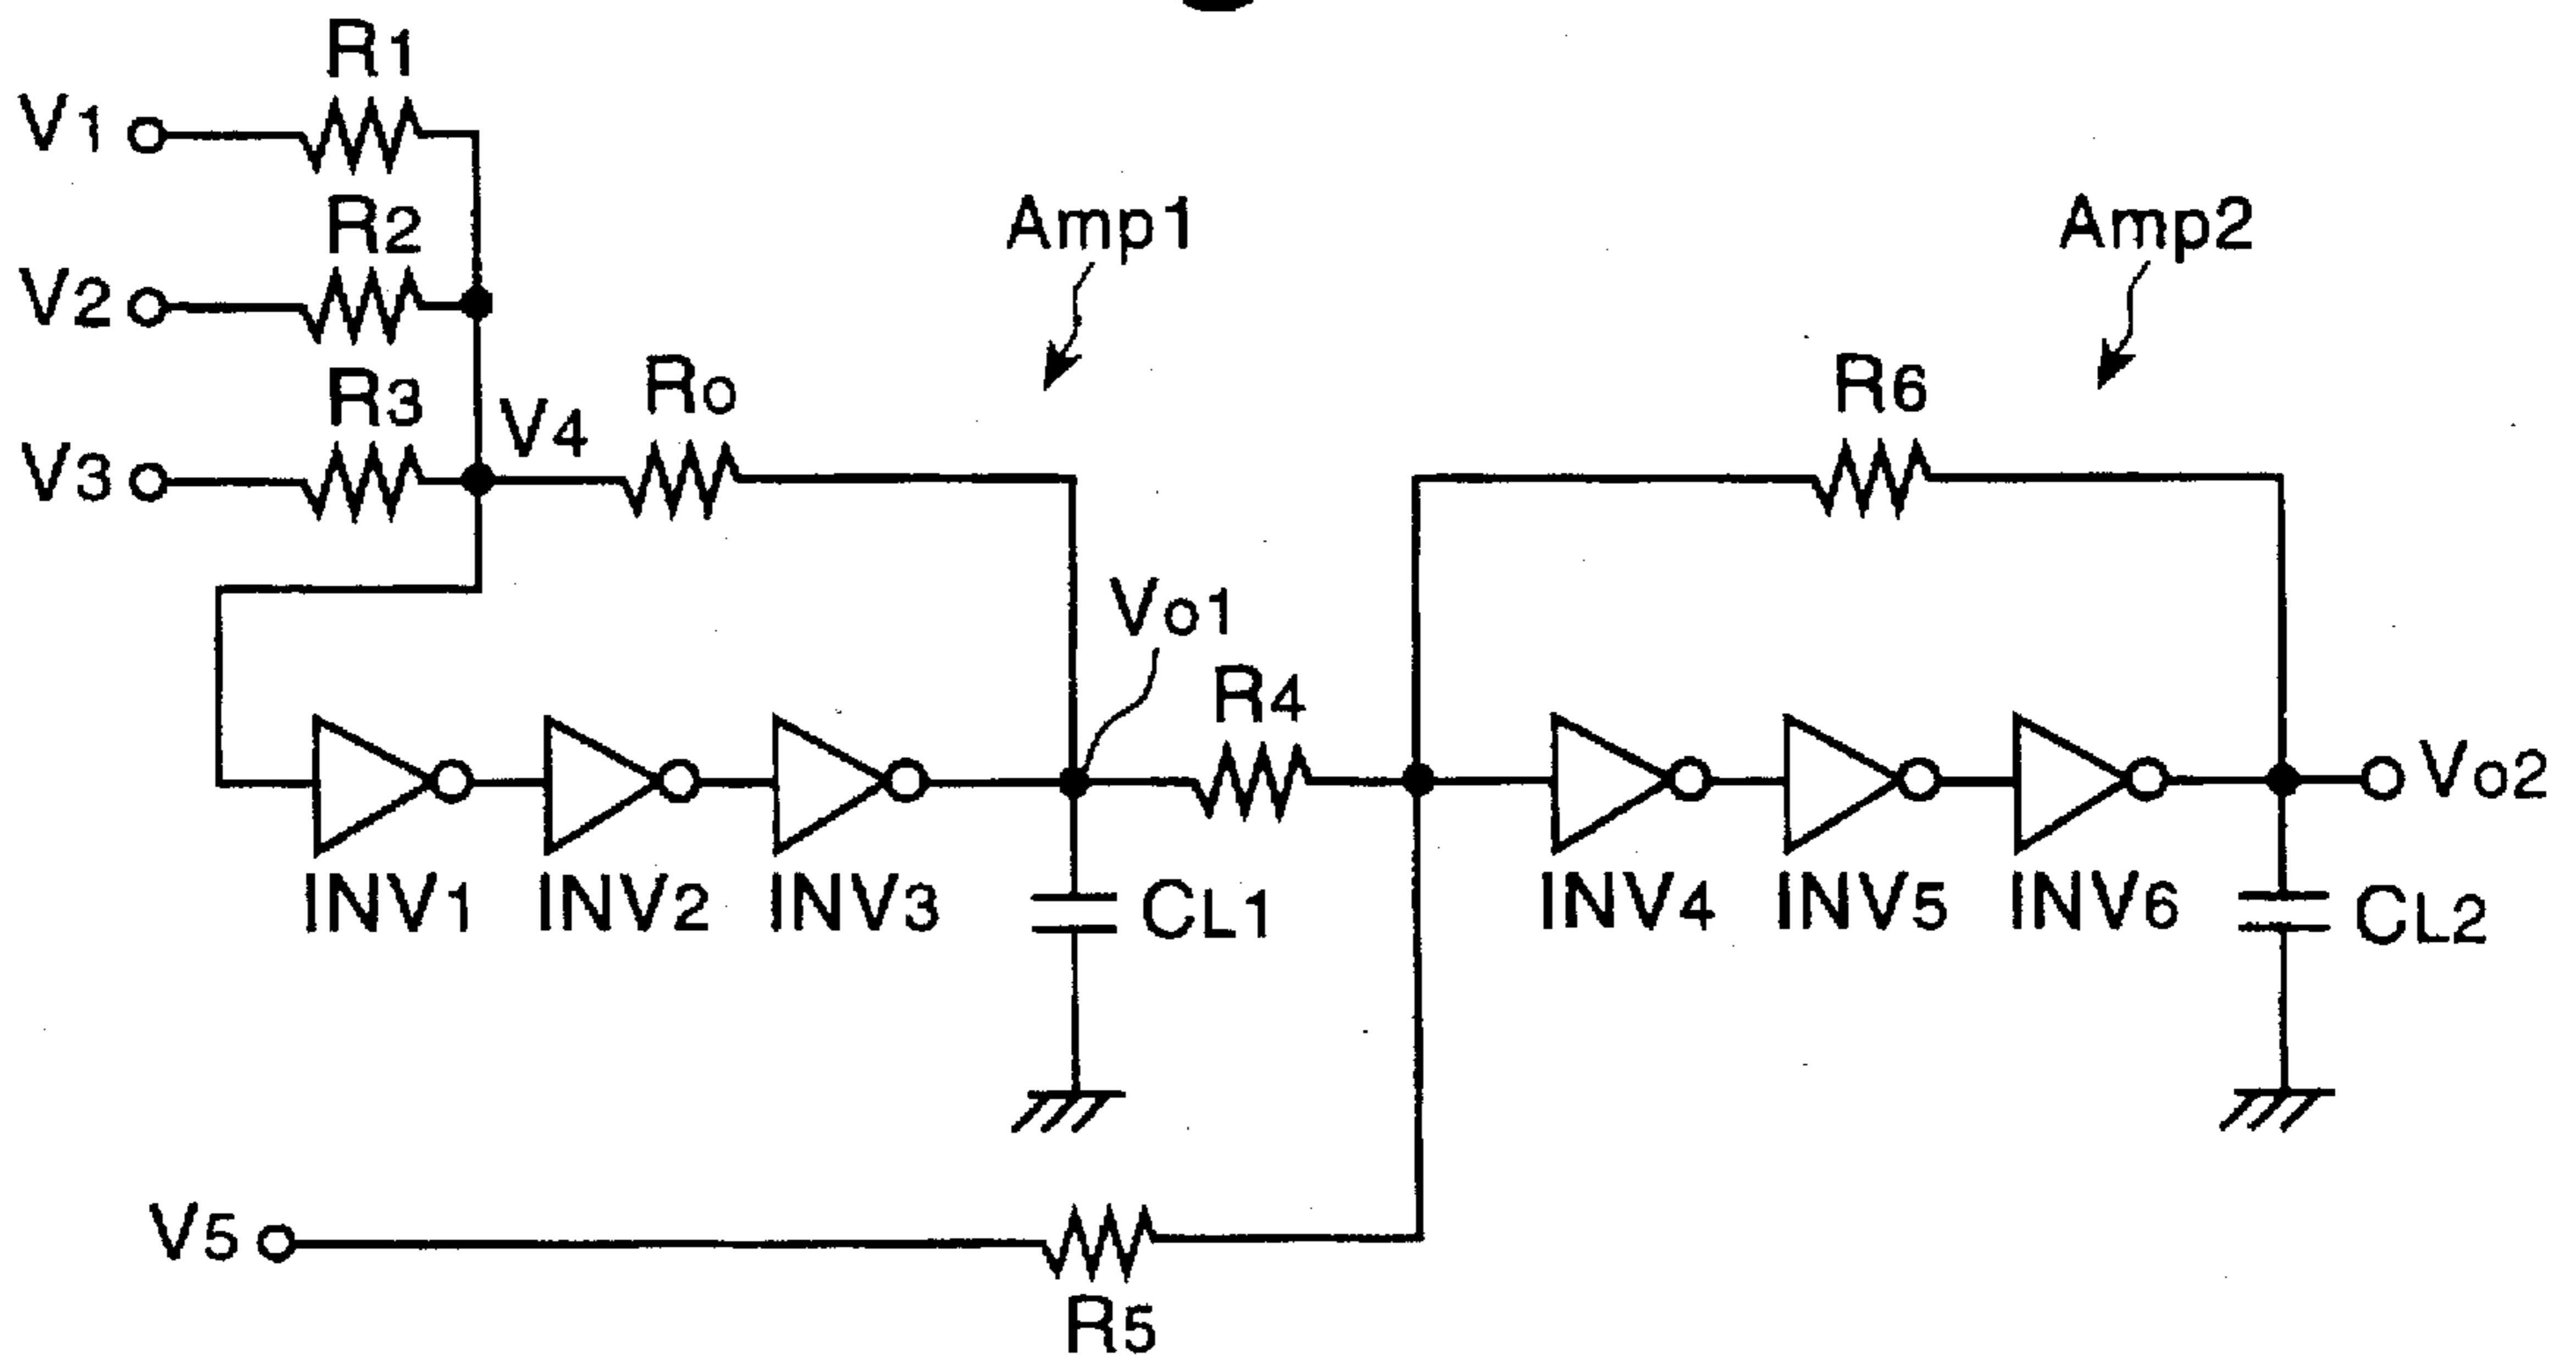 R1
V1
R2
V2
Amp1
Amp2
R3
V4
Ro
R6
V3
Vo1
R4
Vo2
INV1
INV2
INV3
CL1
INV4
INV5
INV6
CL2
V5
R5